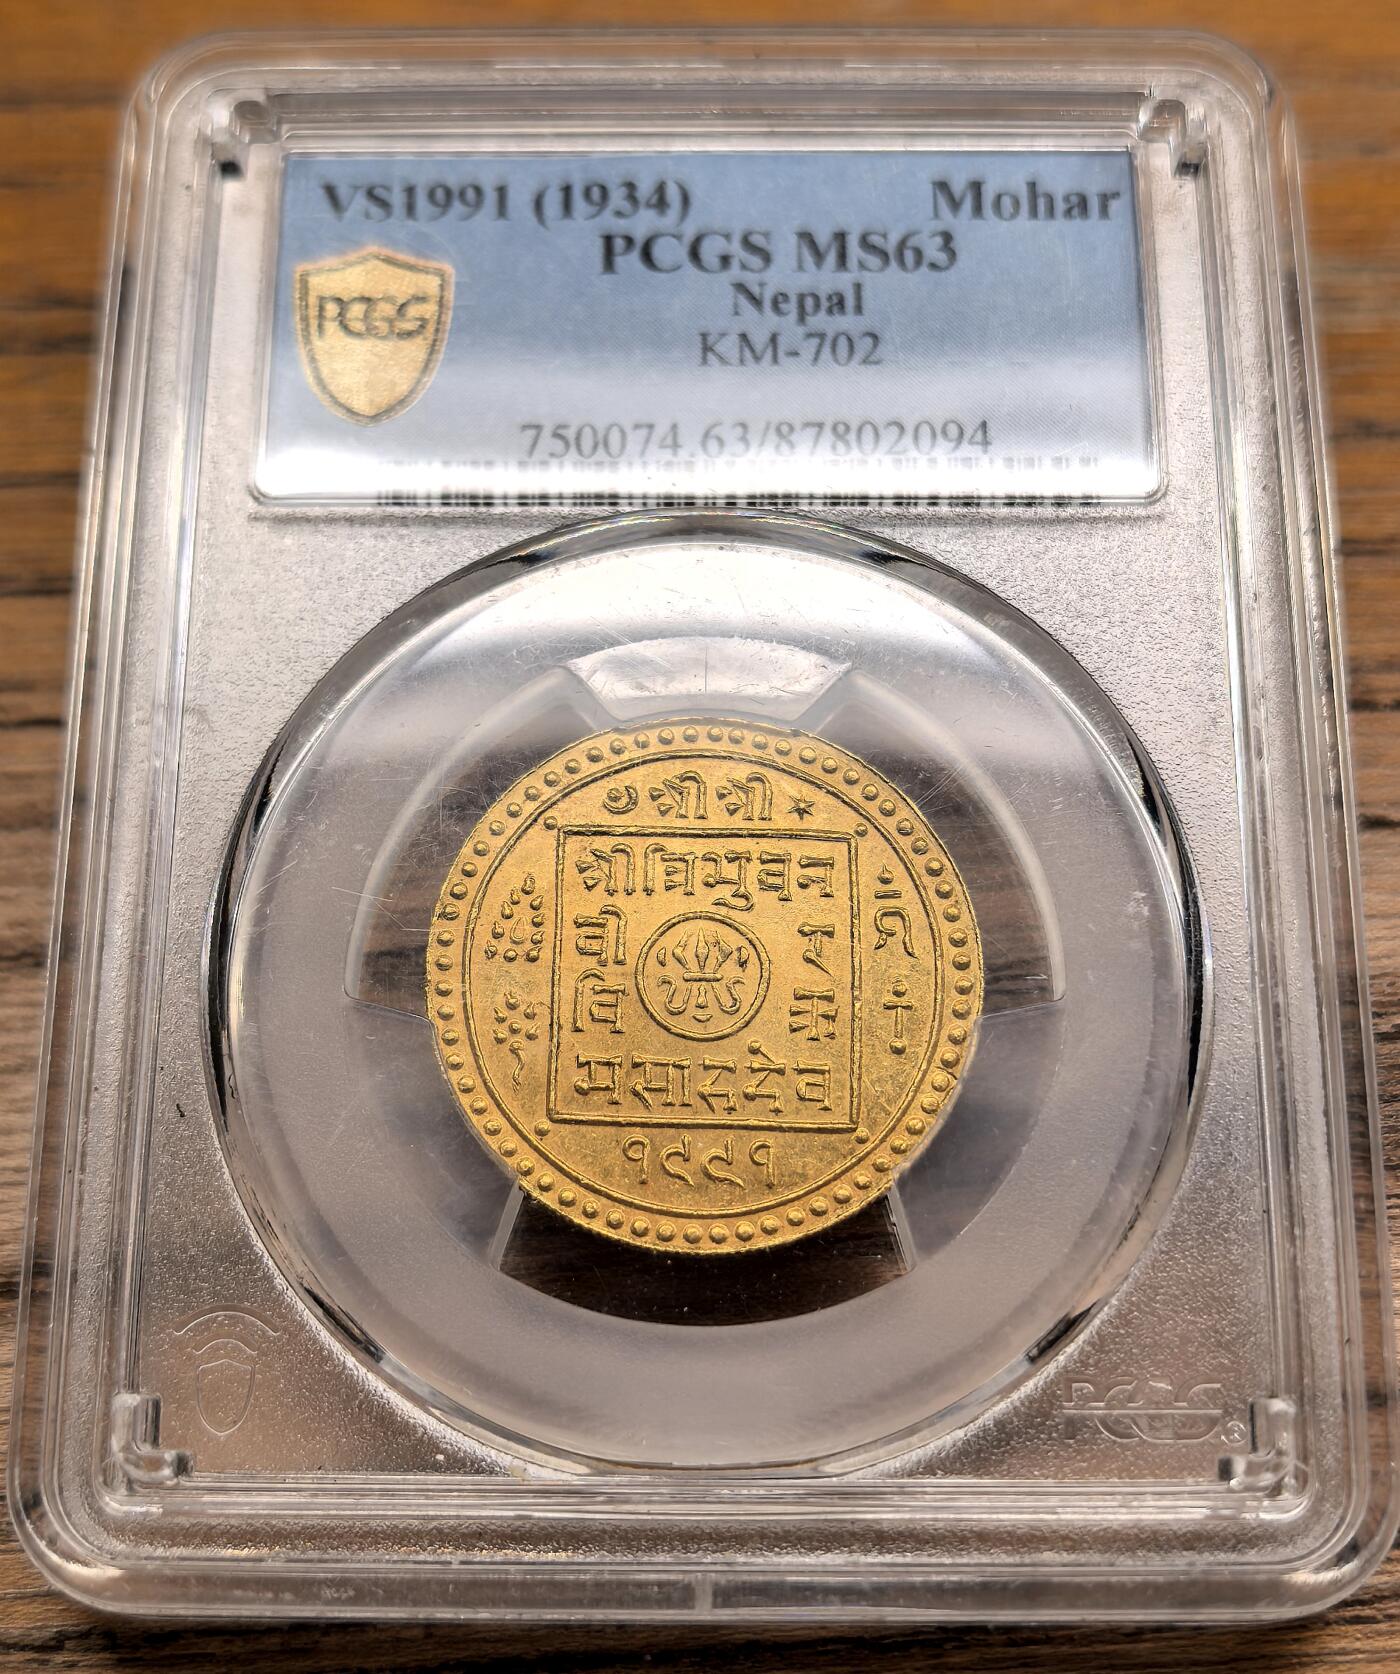 VS1991 (1934) Mohar
PCGS MS63
PCGS Nepal
KM-702
750074.63/87802094
श्री श्री
श्री त्रिभुवन
वी र
वि क्र
म साह देव
१९९१
PCGS